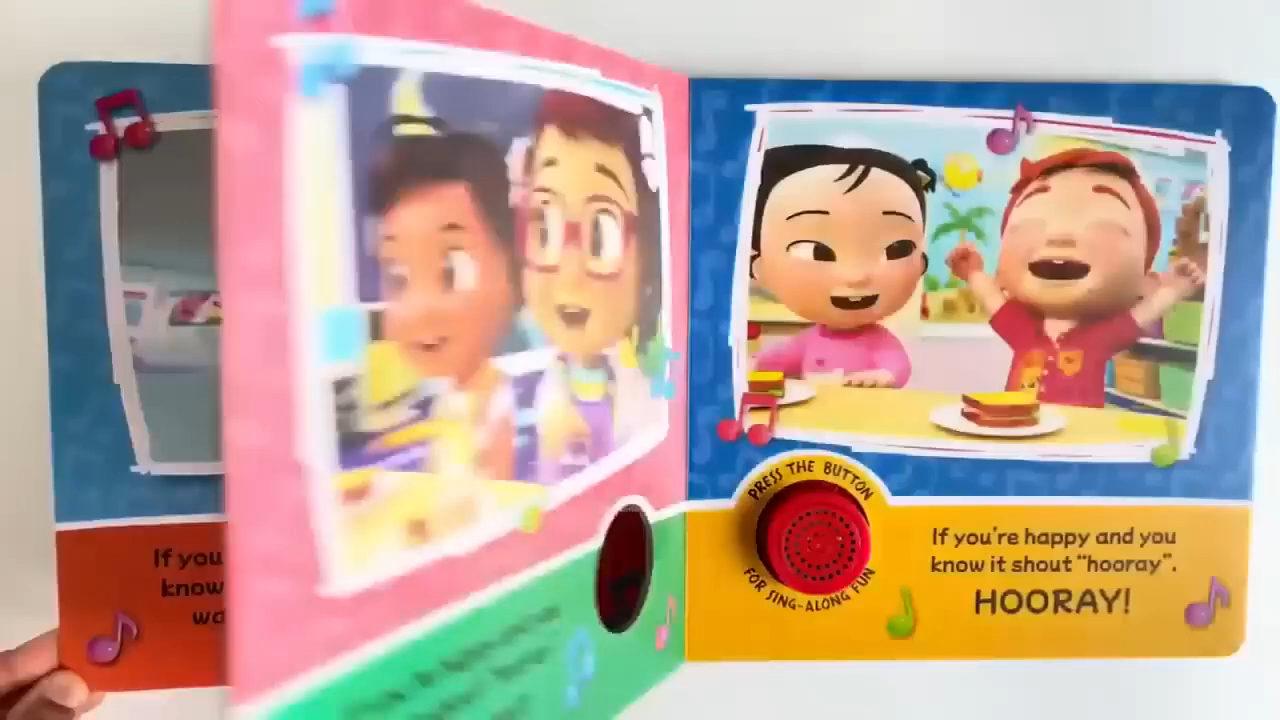 If you
know
wa
PRESS THE BUTTON
FOR SING-ALONG FUN
If you're happy and you
know it shout "hooray".
HOORAY!